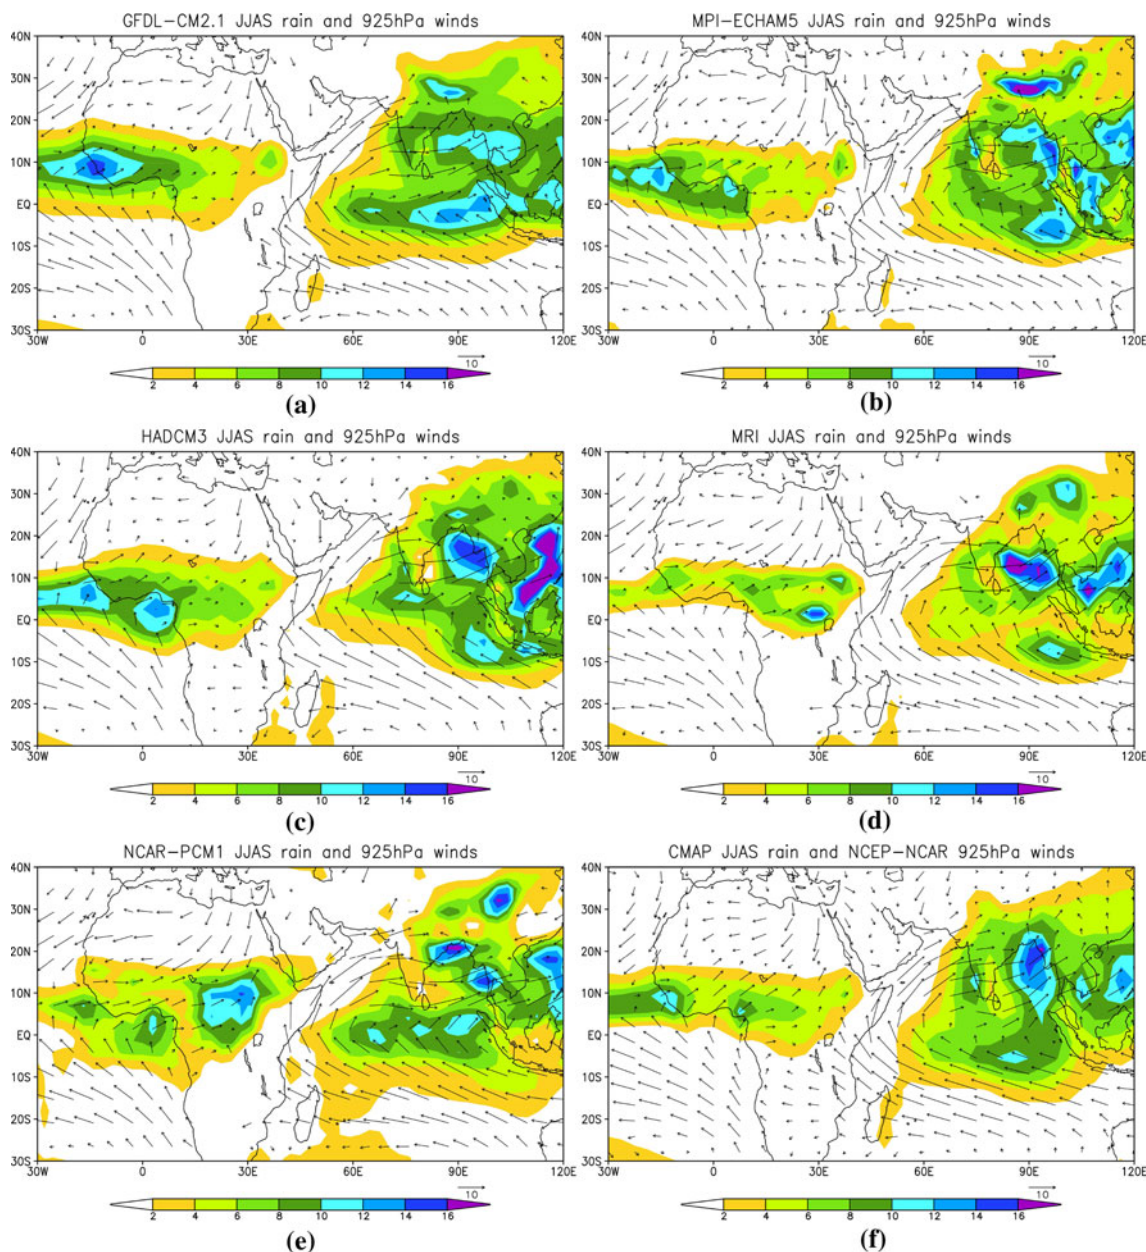 GFDL-CM2.1 JJAS rain and 925hPa winds
40N
30N
20N
10N
EQ
10S
20S
30S
30W 0 30E 60E 90E 120E
10
2 4 6 8 10 12 14 16
(a)
MPI-ECHAM5 JJAS rain and 925hPa winds
40N
30N
20N
10N
EQ
10S
20S
30S
30W 0 30E 60E 90E 120E
10
2 4 6 8 10 12 14 16
(b)
HADCM3 JJAS rain and 925hPa winds
40N
30N
20N
10N
EQ
10S
20S
30S
30W 0 30E 60E 90E 120E
10
2 4 6 8 10 12 14 16
(c)
MRI JJAS rain and 925hPa winds
40N
30N
20N
10N
EQ
10S
20S
30S
30W 0 30E 60E 90E 120E
10
2 4 6 8 10 12 14 16
(d)
NCAR-PCM1 JJAS rain and 925hPa winds
40N
30N
20N
10N
EQ
10S
20S
30S
30W 0 30E 60E 90E 120E
10
2 4 6 8 10 12 14 16
(e)
CMAP JJAS rain and NCEP-NCAR 925hPa winds
40N
30N
20N
10N
EQ
10S
20S
30S
30W 0 30E 60E 90E 120E
10
2 4 6 8 10 12 14 16
(f)